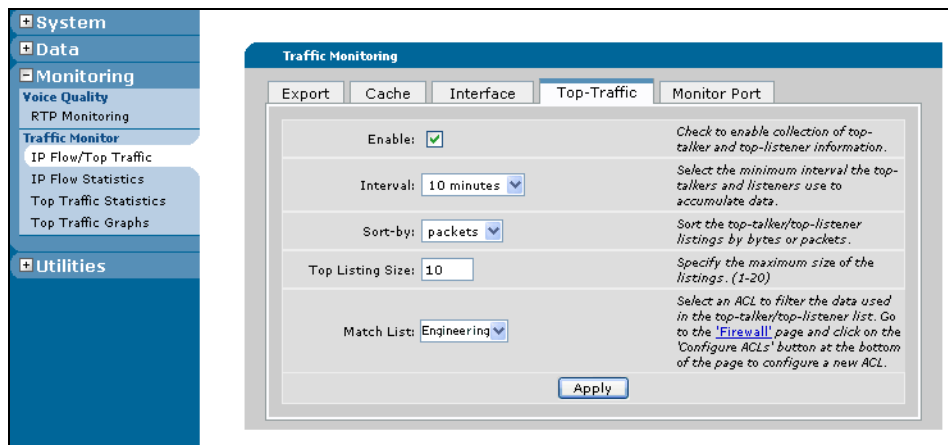 System
Data
Monitoring
Voice Quality
RTP Monitoring
Traffic Monitor
IP Flow/Top Traffic
IP Flow Statistics
Top Traffic Statistics
Top Traffic Graphs
Utilities
Traffic Monitoring
Export Cache Interface Top-Traffic Monitor Port
Enable:
Check to enable collection of top-
talker and top-listener information.
Interval: 10 minutes
Select the minimum interval the top-
talkers and listeners use to
accumulate data.
Sort-by: packets
Sort the top-talker/top-listener
listings by bytes or packets.
Top Listing Size: 10
Specify the maximum size of the
listings. (1-20)
Match List: Engineering
Select an ACL to filter the data used
in the top-talker/top-listener list. Go
to the 'Firewall' page and click on the
'Configure ACLs' button at the bottom
of the page to configure a new ACL.
Apply